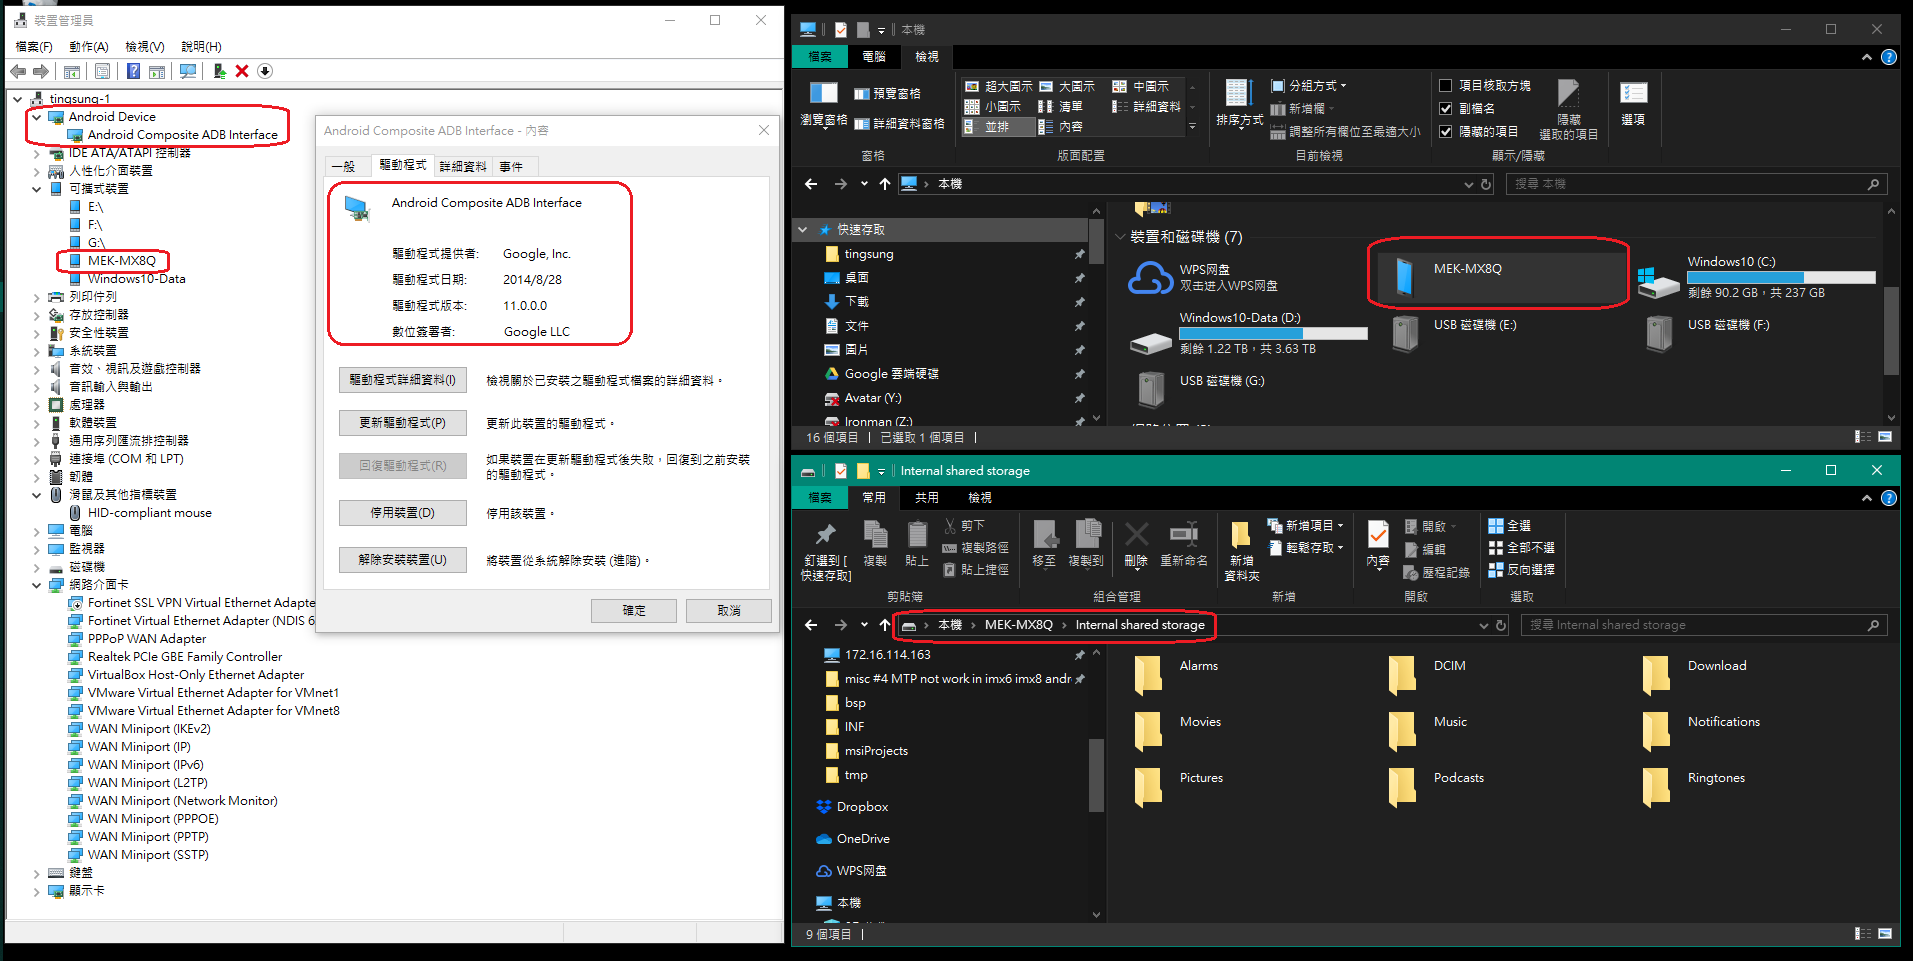 裝置管理員
檔案(F) 動作(A) 檢視(V) 說明(H)
tingsung-1
Android Device
Android Composite ADB Interface
IDE ATA/ATAPI 控制器
人性化介面裝置
可攜式裝置
E:\
F:\
G:\
MEK-MX8Q
Windows10-Data
列印佇列
存放控制器
安全性裝置
系統裝置
音效、視訊及遊戲控制器
音訊輸入與輸出
處理器
軟體裝置
通用序列匯流排控制器
連接埠 (COM 和 LPT)
韌體
滑鼠及其他指標裝置
HID-compliant mouse
電腦
監視器
磁碟機
網路介面卡
Fortinet SSL VPN Virtual Ethernet Adapte
Fortinet Virtual Ethernet Adapter (NDIS 6
PPPoP WAN Adapter
Realtek PCIe GBE Family Controller
VirtualBox Host-Only Ethernet Adapter
VMware Virtual Ethernet Adapter for VMnet1
VMware Virtual Ethernet Adapter for VMnet8
WAN Miniport (IKEv2)
WAN Miniport (IP)
WAN Miniport (IPv6)
WAN Miniport (L2TP)
WAN Miniport (Network Monitor)
WAN Miniport (PPPOE)
WAN Miniport (PPTP)
WAN Miniport (SSTP)
鍵盤
顯示卡
Android Composite ADB Interface - 內容
一般 驅動程式 詳細資料 事件
Android Composite ADB Interface
驅動程式提供者: Google, Inc.
驅動程式日期: 2014/8/28
驅動程式版本: 11.0.0.0
數位簽署者: Google LLC
驅動程式詳細資料(I) 檢視關於已安裝之驅動程式檔案的詳細資料。
更新驅動程式(P) 更新此裝置的驅動程式。
回復驅動程式(R) 如果裝置在更新驅動程式後失敗，回復到之前安裝
的驅動程式。
停用裝置(D) 停用該裝置。
解除安裝裝置(U) 將裝置從系統解除安裝 (進階)。
確定 取消
本機
檔案 電腦 檢視
瀏覽窗格 預覽窗格
詳細資料窗格
窗格
超大圖示 大圖示 中圖示
小圖示 清單 詳細資料
並排 內容
版面配置
排序方式 分組方式
新增欄
調整所有欄位至最適大小
目前檢視
項目核取方塊
副檔名
隱藏的項目
隱藏
選取的項目
顯示/隱藏
選項
本機
搜尋 本機
快速存取
tingsung
桌面
下載
文件
圖片
Google 雲端硬碟
Avatar (Y:)
Ironman (Z:)
裝置和磁碟機 (7)
WPS网盘
双击进入WPS网盘
MEK-MX8Q
Windows10 (C:)
剩餘 90.2 GB，共 237 GB
Windows10-Data (D:)
剩餘 1.22 TB，共 3.63 TB
USB 磁碟機 (E:)
USB 磁碟機 (F:)
USB 磁碟機 (G:)
16 個項目 已選取 1 個項目
Internal shared storage
檔案 常用 共用 檢視
釘選到 [
快速存取]
複製
貼上
剪下
複製路徑
貼上捷徑
剪貼簿
移至
複製到
刪除
重新命名
組合管理
新增
資料夾
新增項目
輕鬆存取
新增
內容
開啟
編輯
歷程記錄
開啟
全選
全部不選
反向選擇
選取
本機 MEK-MX8Q Internal shared storage
搜尋 Internal shared storage
172.16.114.163
misc #4 MTP not work in imx6 imx8 andr
bsp
INF
msiProjects
tmp
Dropbox
OneDrive
WPS网盘
本機
Alarms DCIM Download
Movies Music Notifications
Pictures Podcasts Ringtones
9 個項目